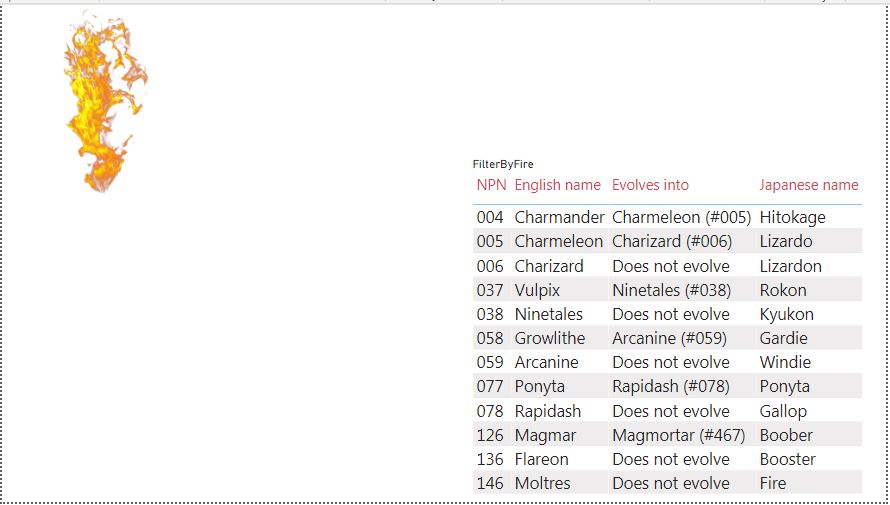 FilterByFire
NPN English name Evolves into Japanese name
004 Charmander Charmeleon (#005) Hitokage
005 Charmeleon Charizard (#006) Lizardo
006 Charizard Does not evolve Lizardon
037 Vulpix Ninetales (#038) Rokon
038 Ninetales Does not evolve Kyukon
058 Growlithe Arcanine (#059) Gardie
059 Arcanine Does not evolve Windie
077 Ponyta Rapidash (#078) Ponyta
078 Rapidash Does not evolve Gallop
126 Magmar Magmortar (#467) Boober
136 Flareon Does not evolve Booster
146 Moltres Does not evolve Fire